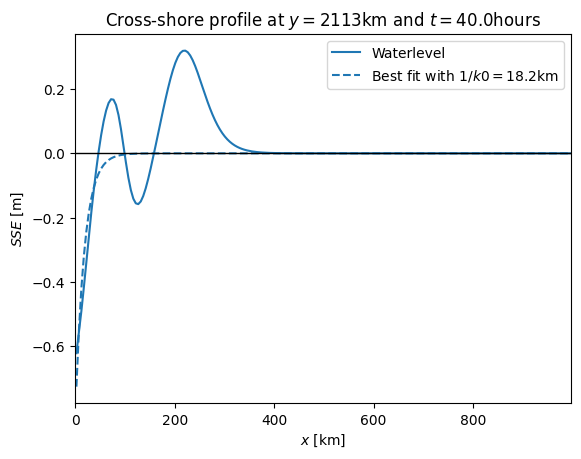 Cross-shore profile at y = 2113km and t = 40.0hours
Waterlevel
Best fit with 1/k0 = 18.2km
SSE [m]
0.2
0.0
−0.2
−0.4
−0.6
0 200 400 600 800
x [km]